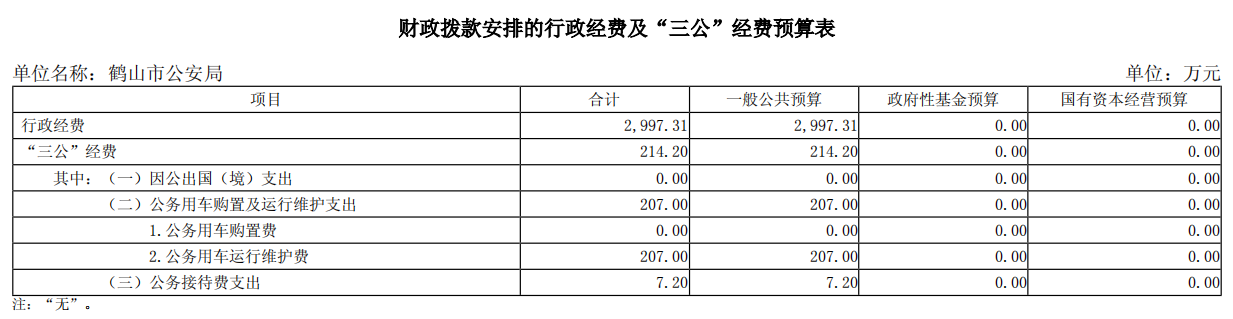 财政拨款安排的行政经费及“三公”经费预算表
单位名称：鹤山市公安局 单位：万元
项目 合计 一般公共预算 政府性基金预算 国有资本经营预算
行政经费 2,997.31 2,997.31 0.00 0.00
“三公”经费 214.20 214.20 0.00 0.00
其中：（一）因公出国（境）支出 0.00 0.00 0.00 0.00
（二）公务用车购置及运行维护支出 207.00 207.00 0.00 0.00
1.公务用车购置费 0.00 0.00 0.00 0.00
2.公务用车运行维护费 207.00 207.00 0.00 0.00
（三）公务接待费支出 7.20 7.20 0.00 0.00
注：“无”。